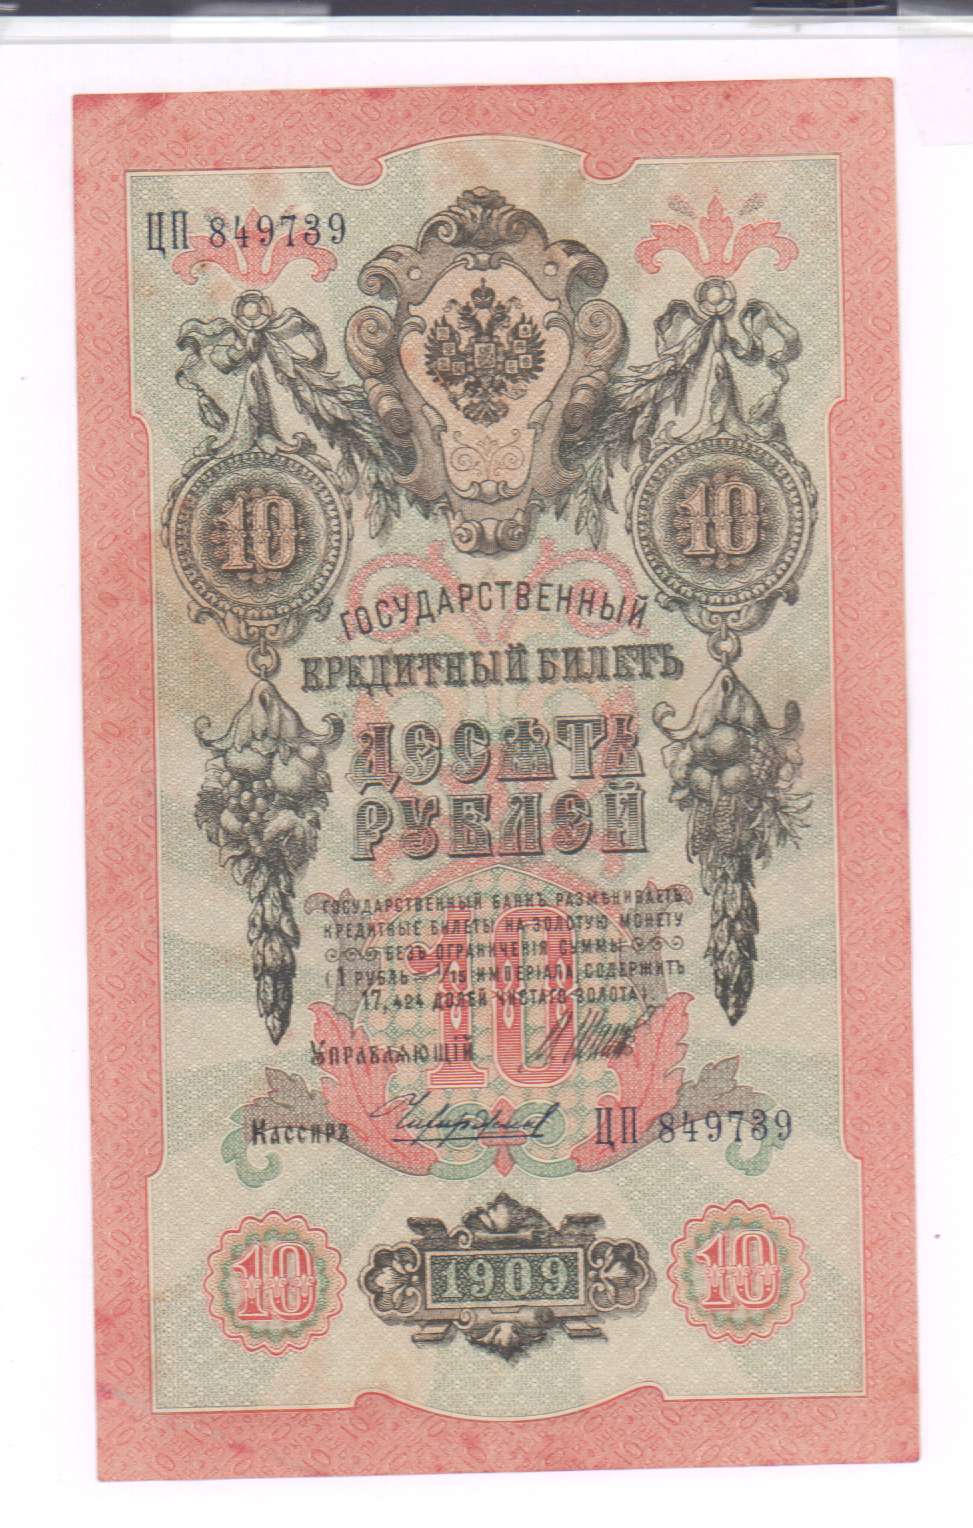 ЦП 849739
10 10
ГОСУДАРСТВЕННЫЙ
КРЕДИТНЫЙ БИЛЕТЪ
ДЕСЯТЬ
РУБЛЕЙ
ГОСУДАРСТВЕННЫЙ БАНКЪ РАЗМѢНИВАЕТЪ
КРЕДИТНЫЕ БИЛЕТЫ НА ЗОЛОТУЮ МОНЕТУ
БЕЗЪ ОГРАНИЧЕНІЯ СУММЫ
(1 РУБЛЬ = 1/15 ИМПЕРІАЛА, СОДЕРЖИТЪ
17,424 ДОЛЕЙ ЧИСТАГО ЗОЛОТА).
10
УПРАВЛЯЮЩІЙ
КАССИРЪ
ЦП 849739
10 1909 10